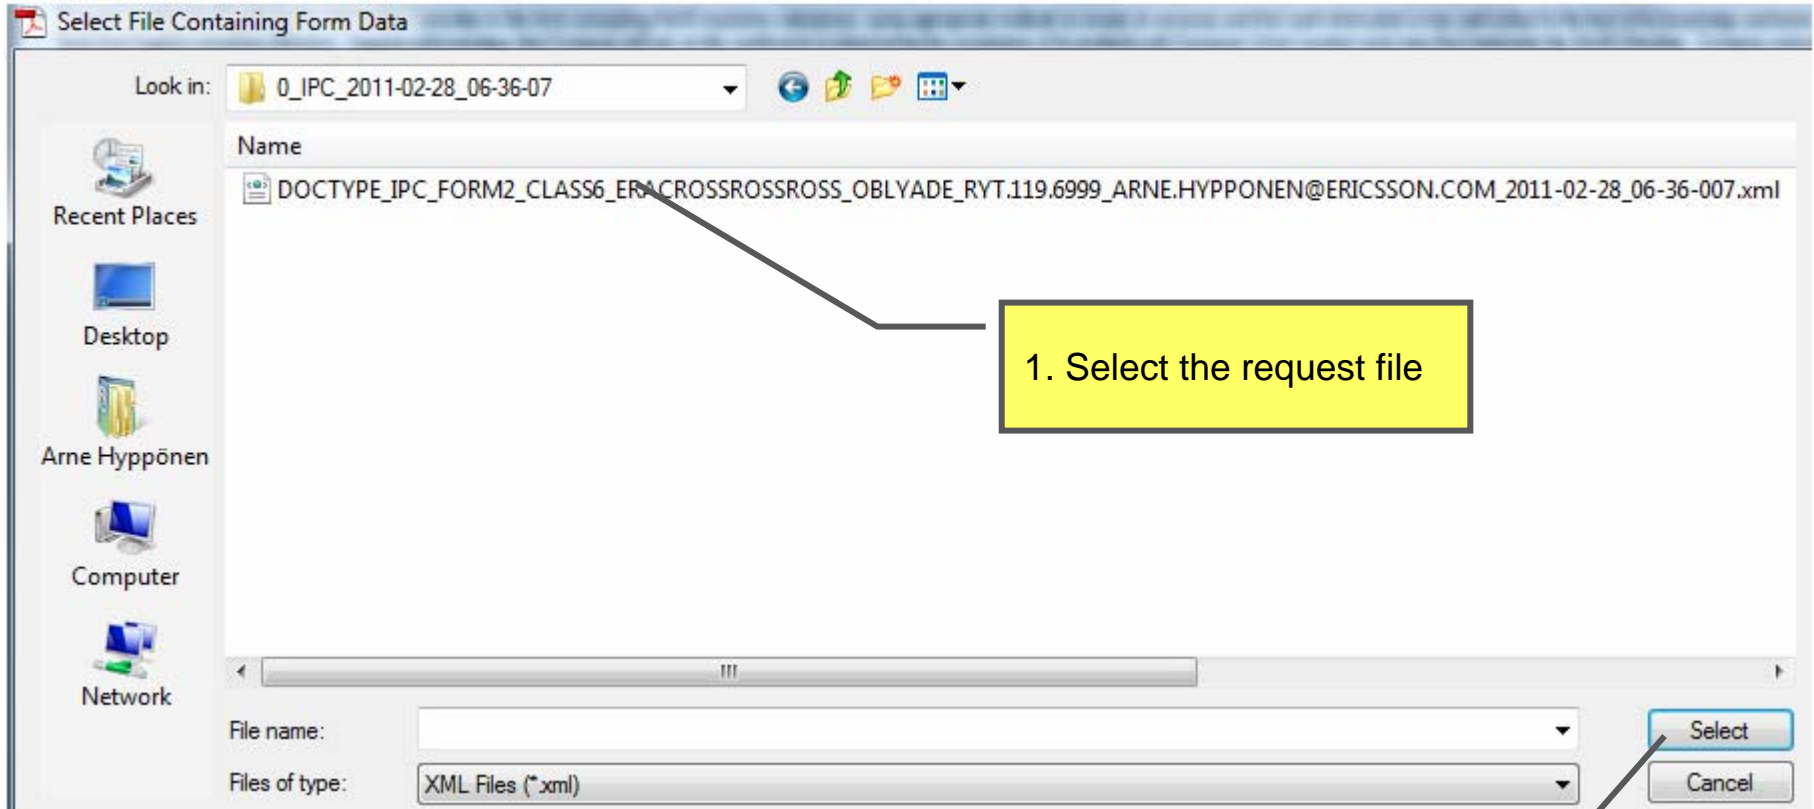 Select File Containing Form Data
Look in: 0_IPC_2011-02-28_06-36-07
Name
DOCTYPE_IPC_FORM2_CLASS6_ERACROSSROSSROSS_OBLYADE_RYT.119.6999_ARNE.HYPPONEN@ERICSSON.COM_2011-02-28_06-36-007.xml
Recent Places
Desktop
1. Select the request file
Arne Hyppönen
Computer
Network
File name: Select
Files of type: XML Files (*.xml) Cancel